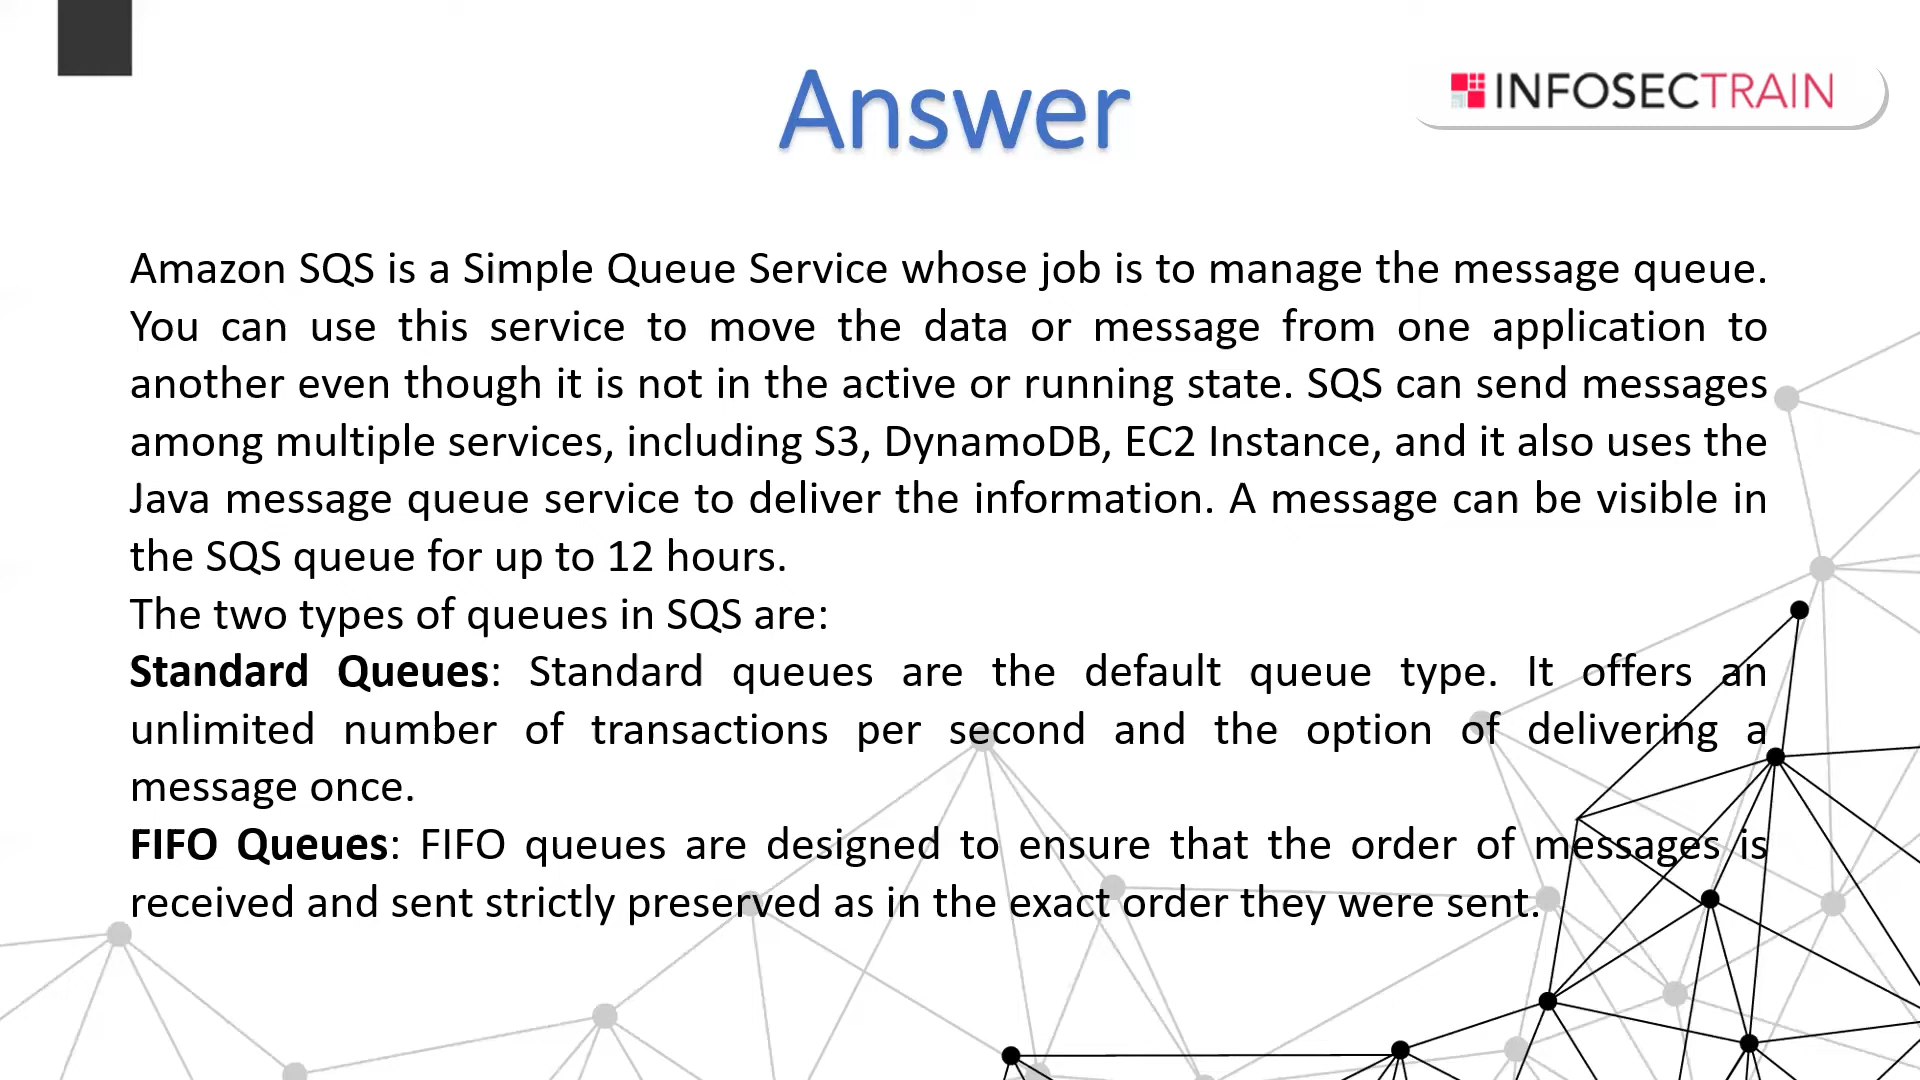 Answer
INFOSECTRAIN
Amazon SQS is a Simple Queue Service whose job is to manage the message queue.
You can use this service to move the data or message from one application to
another even though it is not in the active or running state. SQS can send messages
among multiple services, including S3, DynamoDB, EC2 Instance, and it also uses the
Java message queue service to deliver the information. A message can be visible in
the SQS queue for up to 12 hours.
The two types of queues in SQS are:
Standard Queues: Standard queues are the default queue type. It offers an
unlimited number of transactions per second and the option of delivering a
message once.
FIFO Queues: FIFO queues are designed to ensure that the order of messages is
received and sent strictly preserved as in the exact order they were sent.